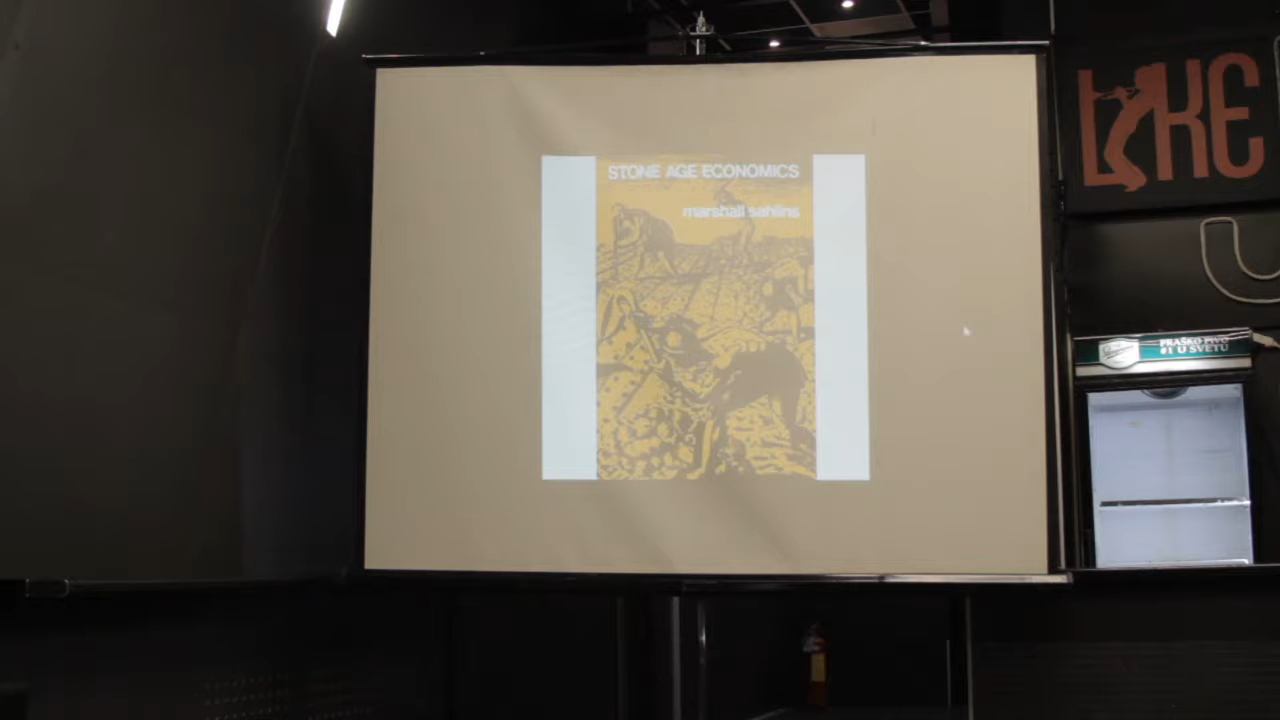 STONE AGE ECONOMICS
marshall sahlins
LIKE
PRAŠKO PIVO
#1 U SVETU